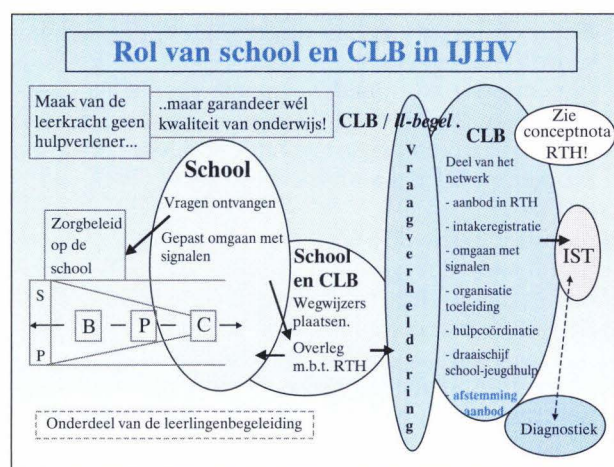 Rol van school en CLB in IJHV
Maak van de
leerkracht geen
hulpverlener...
..maar garandeer wél
kwaliteit van onderwijs!
CLB / ll-begel .
School
Vragen ontvangen
Gepast omgaan met
signalen
Zorgbeleid
op de
school
S
P
B
P
C
School
en CLB
Wegwijzers
plaatsen.
Overleg
m.b.t. RTH
Vraagverheldering
CLB
Deel van het
netwerk
- aanbod in RTH
- intakeregistratie
- omgaan met
signalen
- organisatie
toeleiding
- hulpcoördinatie
- draaischijf
school-jeugdhulp
- afstemming
aanbod
Zie
conceptnota
RTH!
IST
Diagnostiek
Onderdeel van de leerlingenbegeleiding